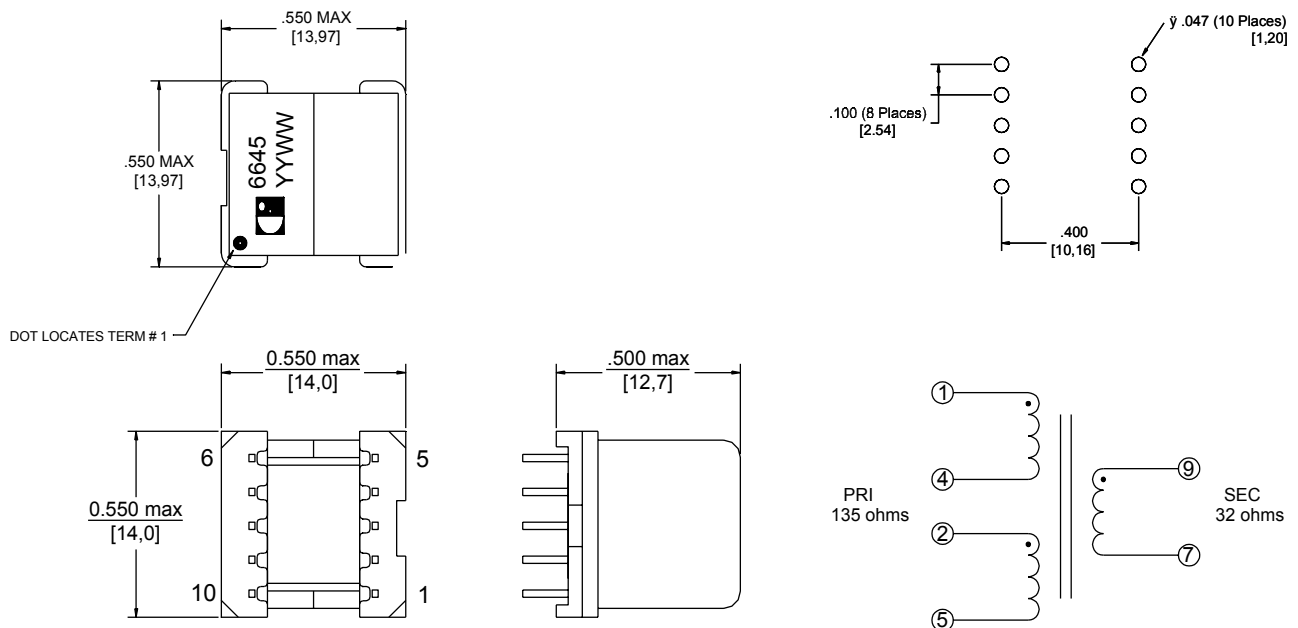 .550 MAX
[13,97]
.550 MAX
[13,97]
6645
YYWW
DOT LOCATES TERM # 1
ÿ .047 (10 Places)
[1,20]
.100 (8 Places)
[2.54]
.400
[10,16]
0.550 max
[14,0]
0.550 max
[14,0]
6
5
10
1
.500 max
[12,7]
1
4
2
5
PRI
135 ohms
9
7
SEC
32 ohms